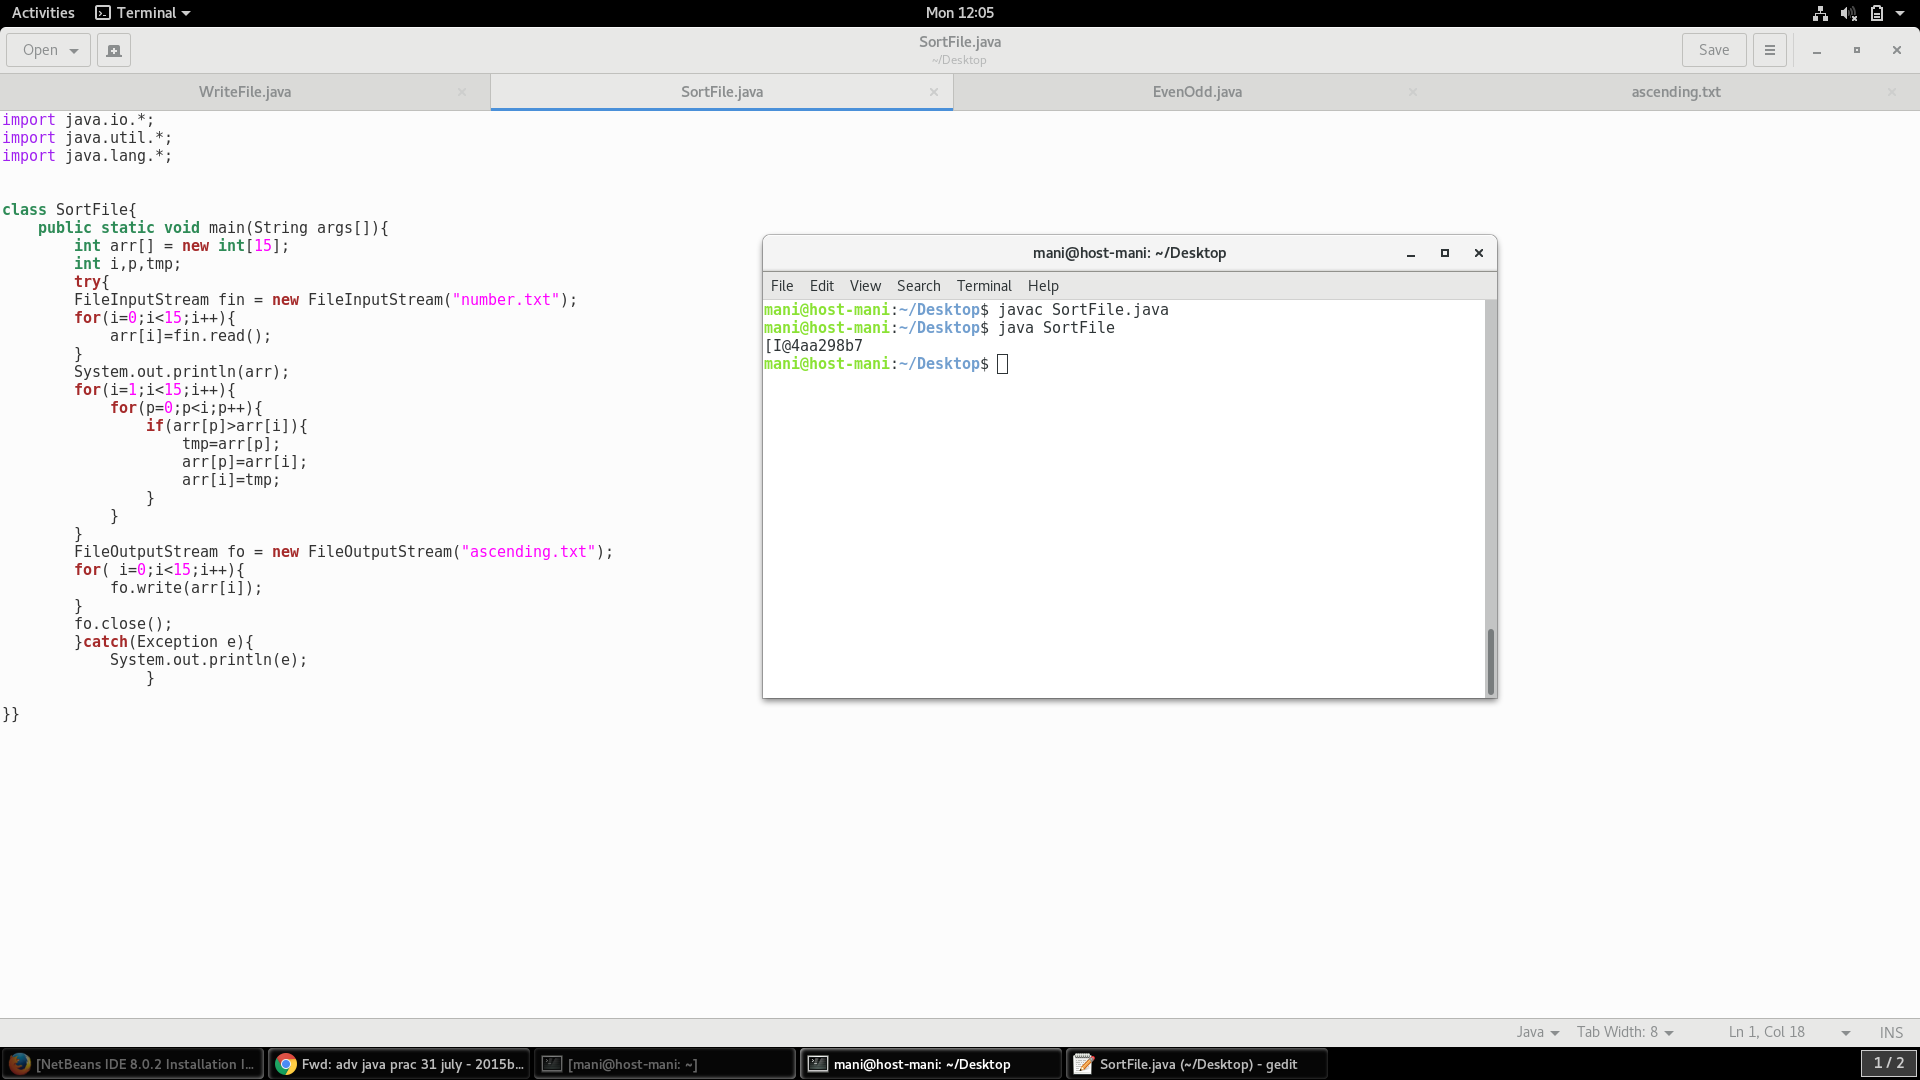 Activities Terminal Mon 12:05
Open SortFile.java Save
~/Desktop
WriteFile.java SortFile.java EvenOdd.java ascending.txt
import java.io.*;
import java.util.*;
import java.lang.*;
class SortFile{
public static void main(String args[]){
int arr[] = new int[15];
int i,p,tmp;
try{
FileInputStream fin = new FileInputStream("number.txt");
for(i=0;i<15;i++){
arr[i]=fin.read();
}
System.out.println(arr);
for(i=1;i<15;i++){
for(p=0;p<i;p++){
if(arr[p]>arr[i]){
tmp=arr[p];
arr[p]=arr[i];
arr[i]=tmp;
}
}
}
FileOutputStream fo = new FileOutputStream("ascending.txt");
for( i=0;i<15;i++){
fo.write(arr[i]);
}
fo.close();
}catch(Exception e){
System.out.println(e);
}
}}
mani@host-mani: ~/Desktop
File Edit View Search Terminal Help
mani@host-mani:~/Desktop$ javac SortFile.java
mani@host-mani:~/Desktop$ java SortFile
[I@4aa298b7
mani@host-mani:~/Desktop$
Java Tab Width: 8 Ln 1, Col 18 INS
[NetBeans IDE 8.0.2 Installation I... Fwd: adv java prac 31 july - 2015b... [mani@host-mani: ~] mani@host-mani: ~/Desktop SortFile.java (~/Desktop) - gedit 1 / 2